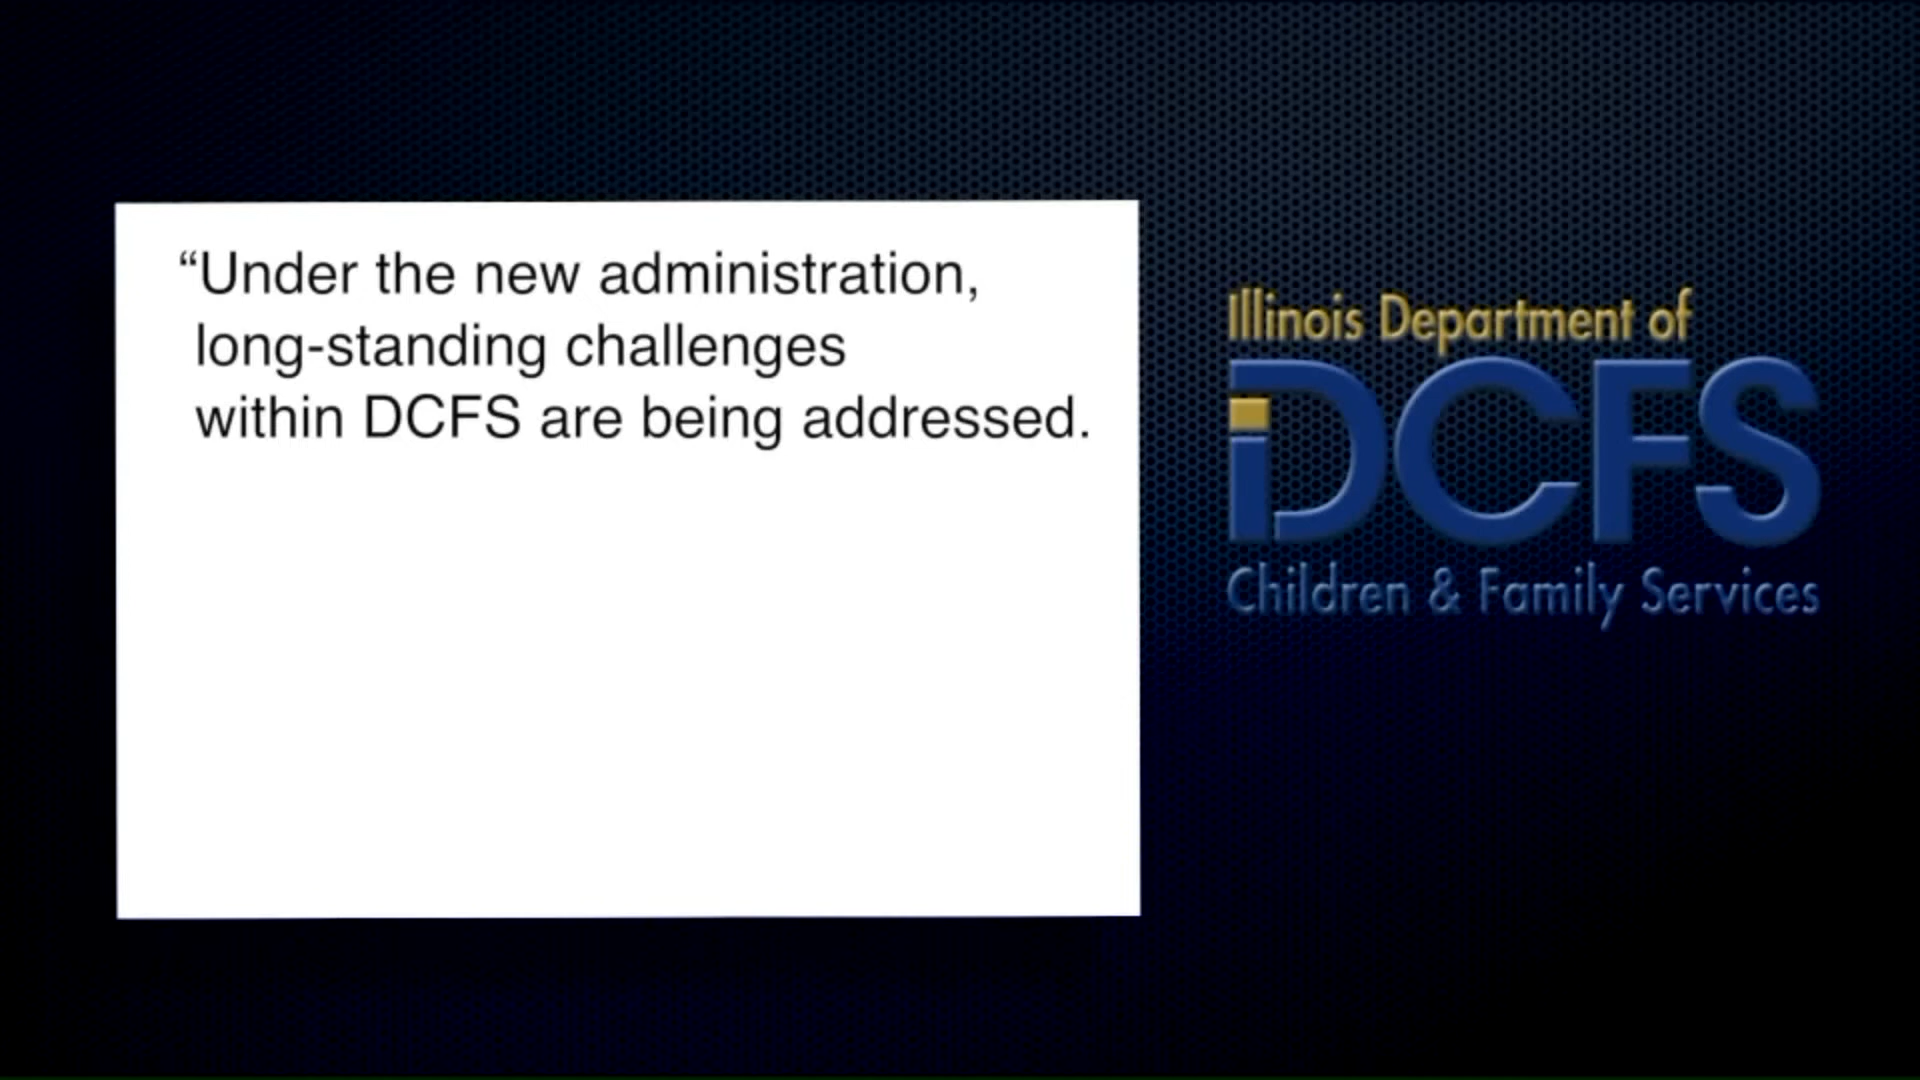 “Under the new administration,
long-standing challenges
within DCFS are being addressed.
Illinois Department of
DCFS
Children & Family Services